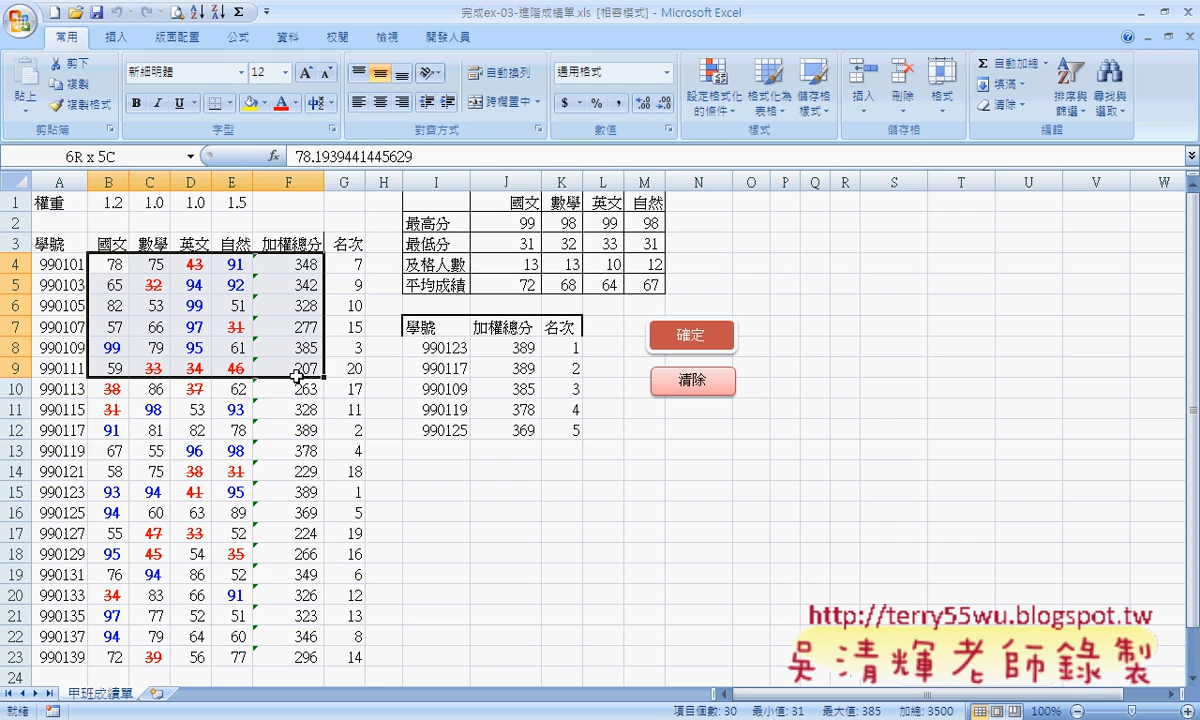 完成ex-03-進階成績單.xls [相容模式] - Microsoft Excel
常用 插入 版面配置 公式 資料 校閱 檢視 開發人員
貼上 剪下 複製 複製格式 剪貼簿
新細明體 12 B I U 字型
自動換列 跨欄置中 對齊方式
通用格式 $ % , 數值
設定格式化的條件 格式化為表格 儲存格樣式 樣式
插入 刪除 格式 儲存格
Σ 自動加總 填滿 清除 排序與篩選 尋找與選取 編輯
6R x 5C fx 78.1939441445629
A B C D E F G H I J K L M N O P Q R S T U V W
1 權重 1.2 1.0 1.0 1.5 國文 數學 英文 自然
2 最高分 99 98 99 98
3 學號 國文 數學 英文 自然 加權總分 名次 最低分 31 32 33 31
4 990101 78 75 43 91 348 7 及格人數 13 13 10 12
5 990103 65 32 94 92 342 9 平均成績 72 68 64 67
6 990105 82 53 99 51 328 10
7 990107 57 66 97 31 277 15 學號 加權總分 名次 確定
8 990109 99 79 95 61 385 3 990123 389 1
9 990111 59 33 34 46 207 20 990117 389 2 清除
10 990113 38 86 37 62 263 17 990109 385 3
11 990115 31 98 53 93 328 11 990119 378 4
12 990117 91 81 82 78 389 2 990125 369 5
13 990119 67 55 96 98 378 4
14 990121 58 75 38 31 229 18
15 990123 93 94 41 95 389 1
16 990125 94 60 63 89 369 5
17 990127 55 47 33 52 224 19
18 990129 95 45 54 35 266 16
19 990131 76 94 86 52 349 6
20 990133 34 83 66 91 326 12
21 990135 97 77 52 51 323 13
22 990137 94 79 64 60 346 8
23 990139 72 39 56 77 296 14
24
http://terry55wu.blogspot.tw
吳清輝老師錄製
甲班成績單
就緒 項目個數: 30 最小值: 31 最大值: 385 加總: 3500 100%